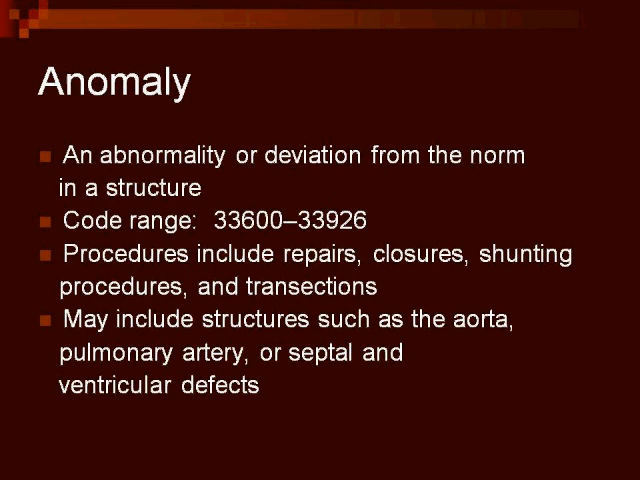 Anomaly
An abnormality or deviation from the norm
in a structure
Code range: 33600–33926
Procedures include repairs, closures, shunting
procedures, and transections
May include structures such as the aorta,
pulmonary artery, or septal and
ventricular defects